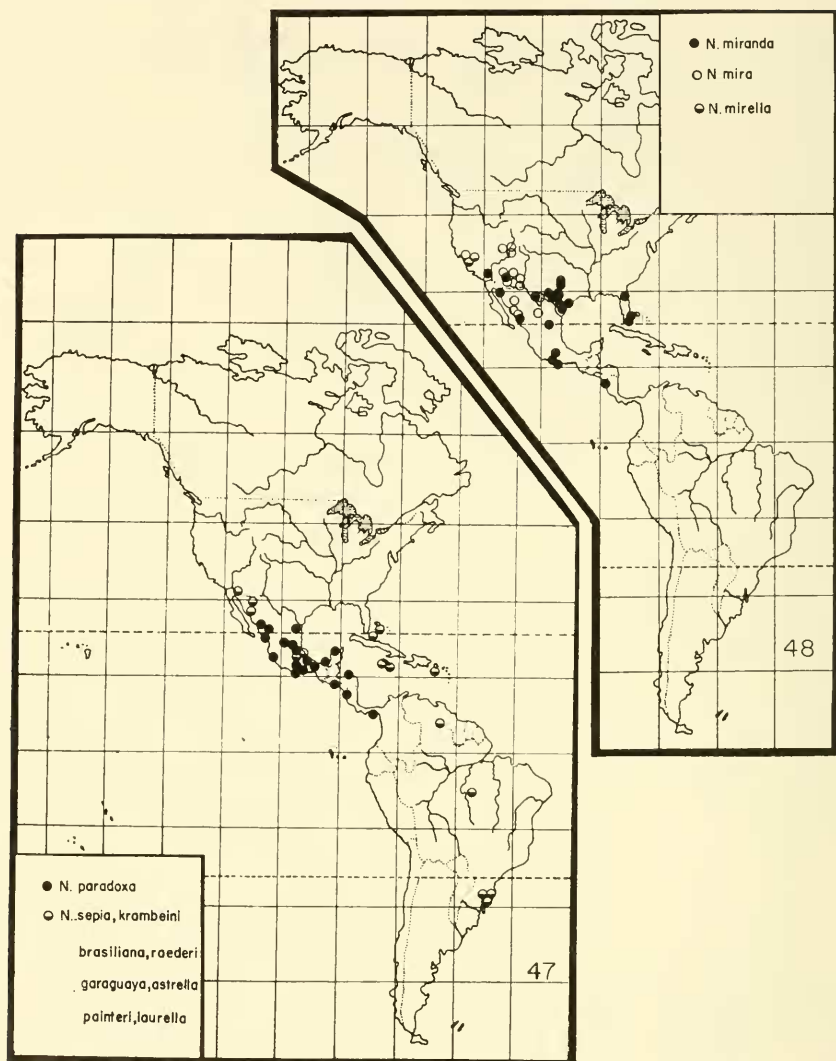 N. miranda
N mira
N. mirella
48
N. paradoxa
N..sepia, krambeini
brasiliana, raederi
garaguaya, astrella
painteri, laurella
47